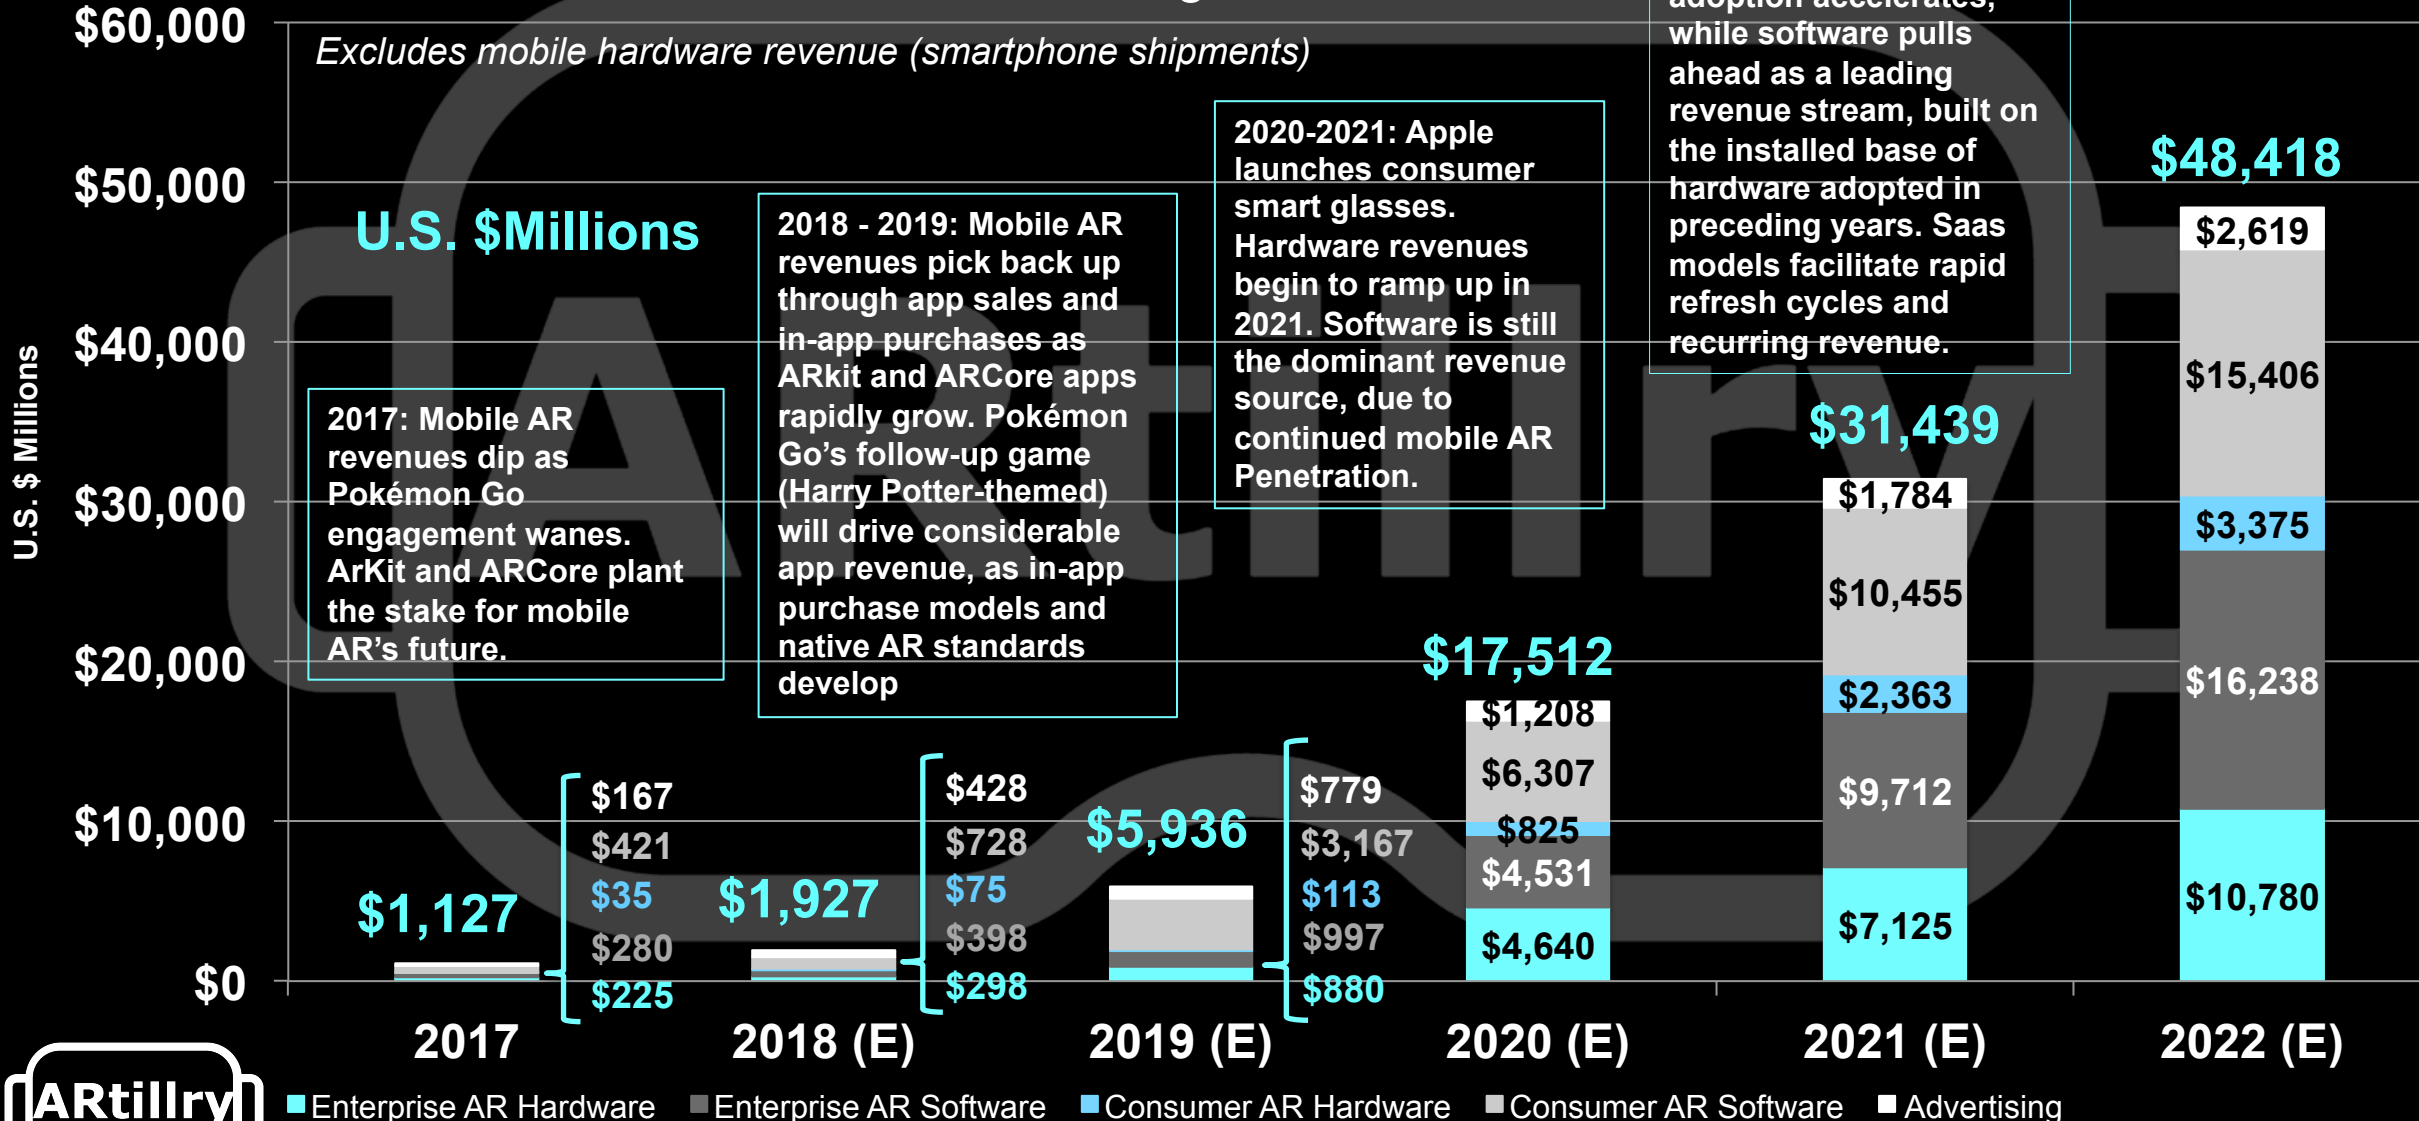 adoption accelerates,
while software pulls
ahead as a leading
revenue stream, built on
the installed base of
hardware adopted in
preceding years. Saas
models facilitate rapid
refresh cycles and
recurring revenue.
Excludes mobile hardware revenue (smartphone shipments)
U.S. $Millions
U.S. $ Millions
$60,000
$50,000
$40,000
$30,000
$20,000
$10,000
$0
2017: Mobile AR
revenues dip as
Pokémon Go
engagement wanes.
ArKit and ARCore plant
the stake for mobile
AR’s future.
2018 - 2019: Mobile AR
revenues pick back up
through app sales and
in-app purchases as
ARkit and ARCore apps
rapidly grow. Pokémon
Go’s follow-up game
(Harry Potter-themed)
will drive considerable
app revenue, as in-app
purchase models and
native AR standards
develop
2020-2021: Apple
launches consumer
smart glasses.
Hardware revenues
begin to ramp up in
2021. Software is still
the dominant revenue
source, due to
continued mobile AR
Penetration.
ARtillry
$1,127
$167
$421
$35
$280
$225
$1,927
$428
$728
$75
$398
$298
$5,936
$779
$3,167
$113
$997
$880
$17,512
$1,208
$6,307
$825
$4,531
$4,640
$31,439
$1,784
$10,455
$2,363
$9,712
$7,125
$48,418
$2,619
$15,406
$3,375
$16,238
$10,780
2017
2018 (E)
2019 (E)
2020 (E)
2021 (E)
2022 (E)
ARtillry
Enterprise AR Hardware
Enterprise AR Software
Consumer AR Hardware
Consumer AR Software
Advertising